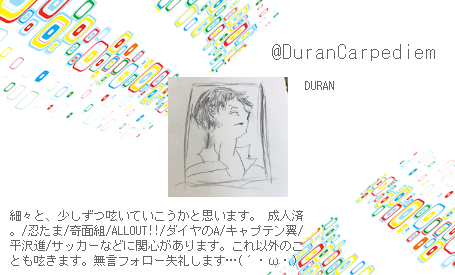 @DuranCarpediem
DURAN
細々と、少しずつ呟いていこうかと思います。 成人済
。/忍たま/奇面組/ALLOUT!!/ダイヤのA/キャプテン翼/
平沢進/サッカーなどに関心があります。これ以外のこ
とも呟きます。無言フォロー失礼します…(´・ω・)